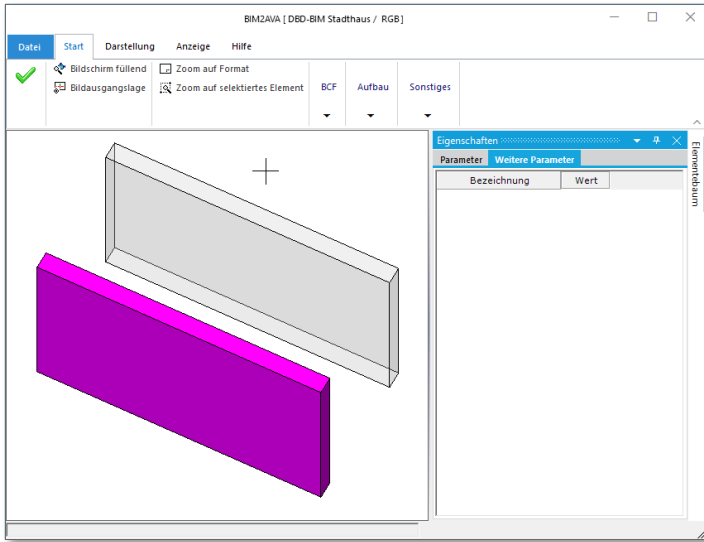 BIM2AVA [ DBD-BIM Stadthaus / RGB ]
Datei Start Darstellung Anzeige Hilfe
Bildschirm füllend Zoom auf Format
Bildausgangslage Zoom auf selektiertes Element BCF Aufbau Sonstiges
Eigenschaften
Parameter Weitere Parameter
Bezeichnung Wert
Elementebaum